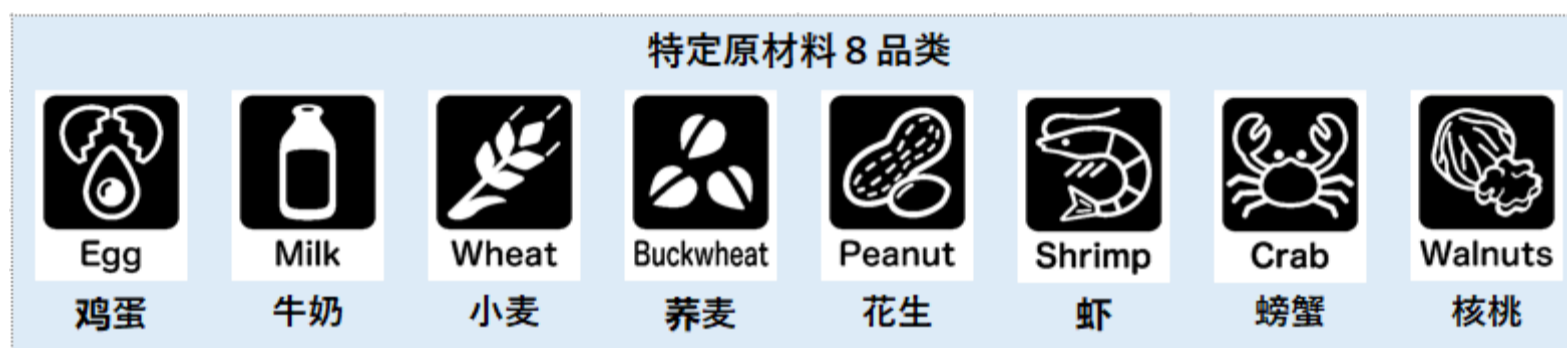 特定原材料８品类
Egg Milk Wheat Buckwheat Peanut Shrimp Crab Walnuts
鸡蛋 牛奶 小麦 荞麦 花生 虾 螃蟹 核桃